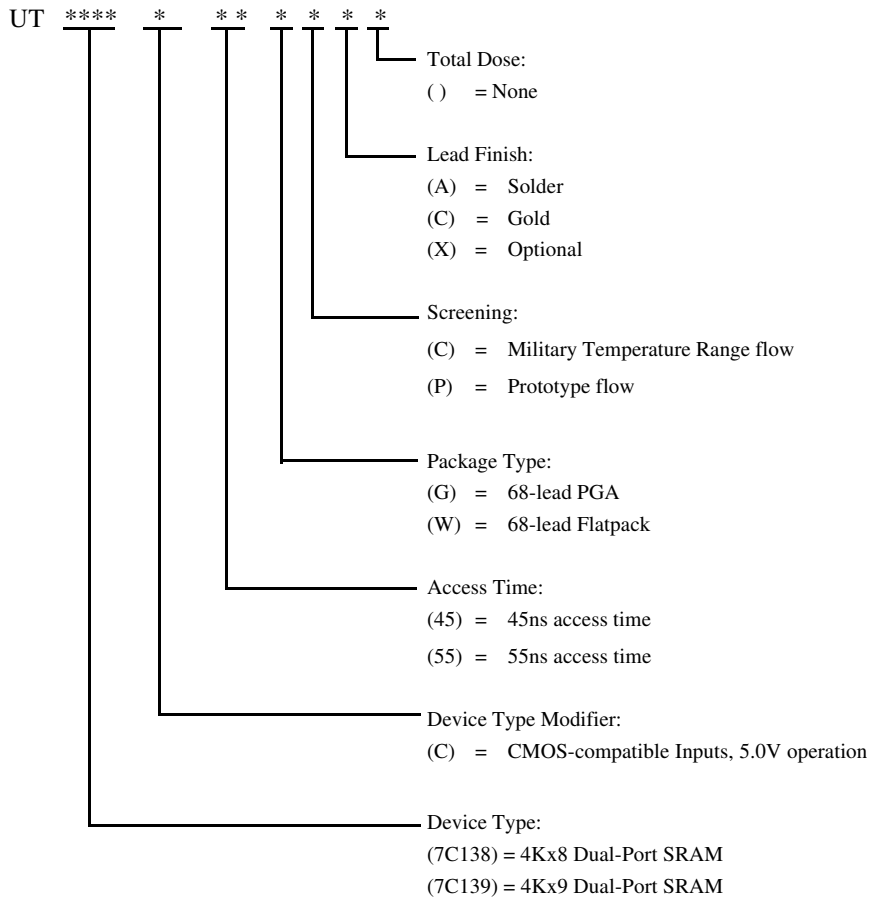 UT **** * * * * * * *
Total Dose:
( ) = None
Lead Finish:
(A) = Solder
(C) = Gold
(X) = Optional
Screening:
(C) = Military Temperature Range flow
(P) = Prototype flow
Package Type:
(G) = 68-lead PGA
(W) = 68-lead Flatpack
Access Time:
(45) = 45ns access time
(55) = 55ns access time
Device Type Modifier:
(C) = CMOS-compatible Inputs, 5.0V operation
Device Type:
(7C138) = 4Kx8 Dual-Port SRAM
(7C139) = 4Kx9 Dual-Port SRAM